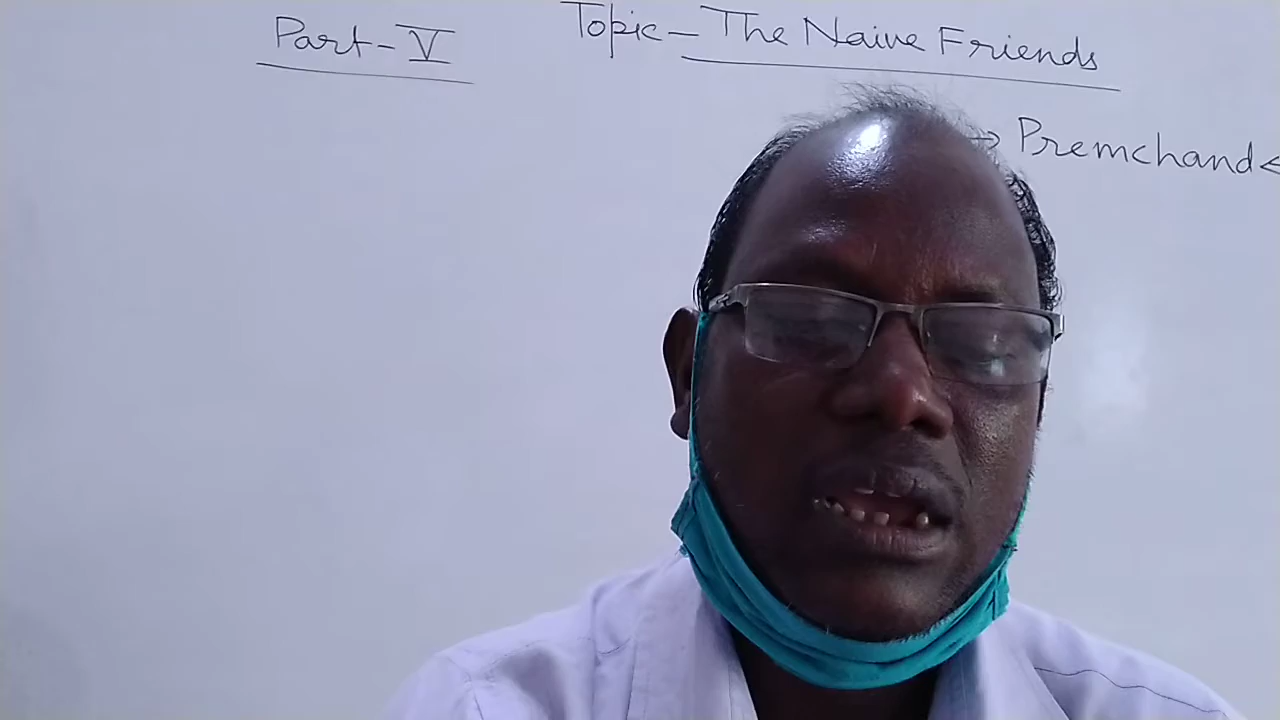 Part-V Topic- The Naive Friends
→ Premchand